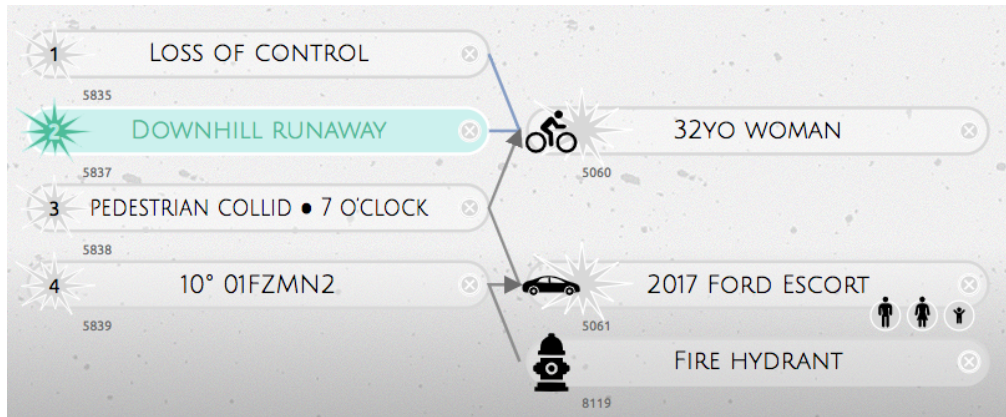 1 LOSS OF CONTROL
5835
2 DOWNHILL RUNAWAY
32YO WOMAN
5837
5060
3 PEDESTRIAN COLLID ● 7 O'CLOCK
5838
4 10° 01FZMN2
2017 FORD ESCORT
5839
5061
FIRE HYDRANT
8119